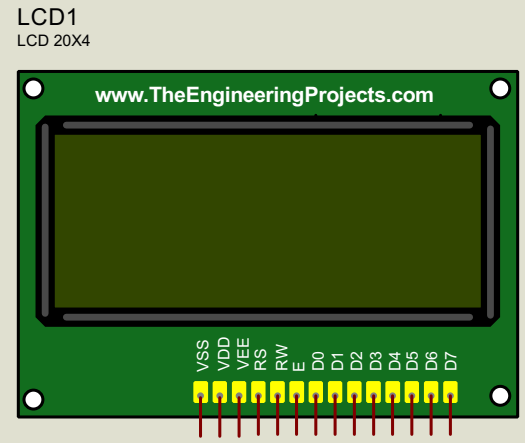 LCD1
LCD 20X4
www.TheEngineeringProjects.com
VSS
VDD
VEE
RS
RW
E
D0
D1
D2
D3
D4
D5
D6
D7